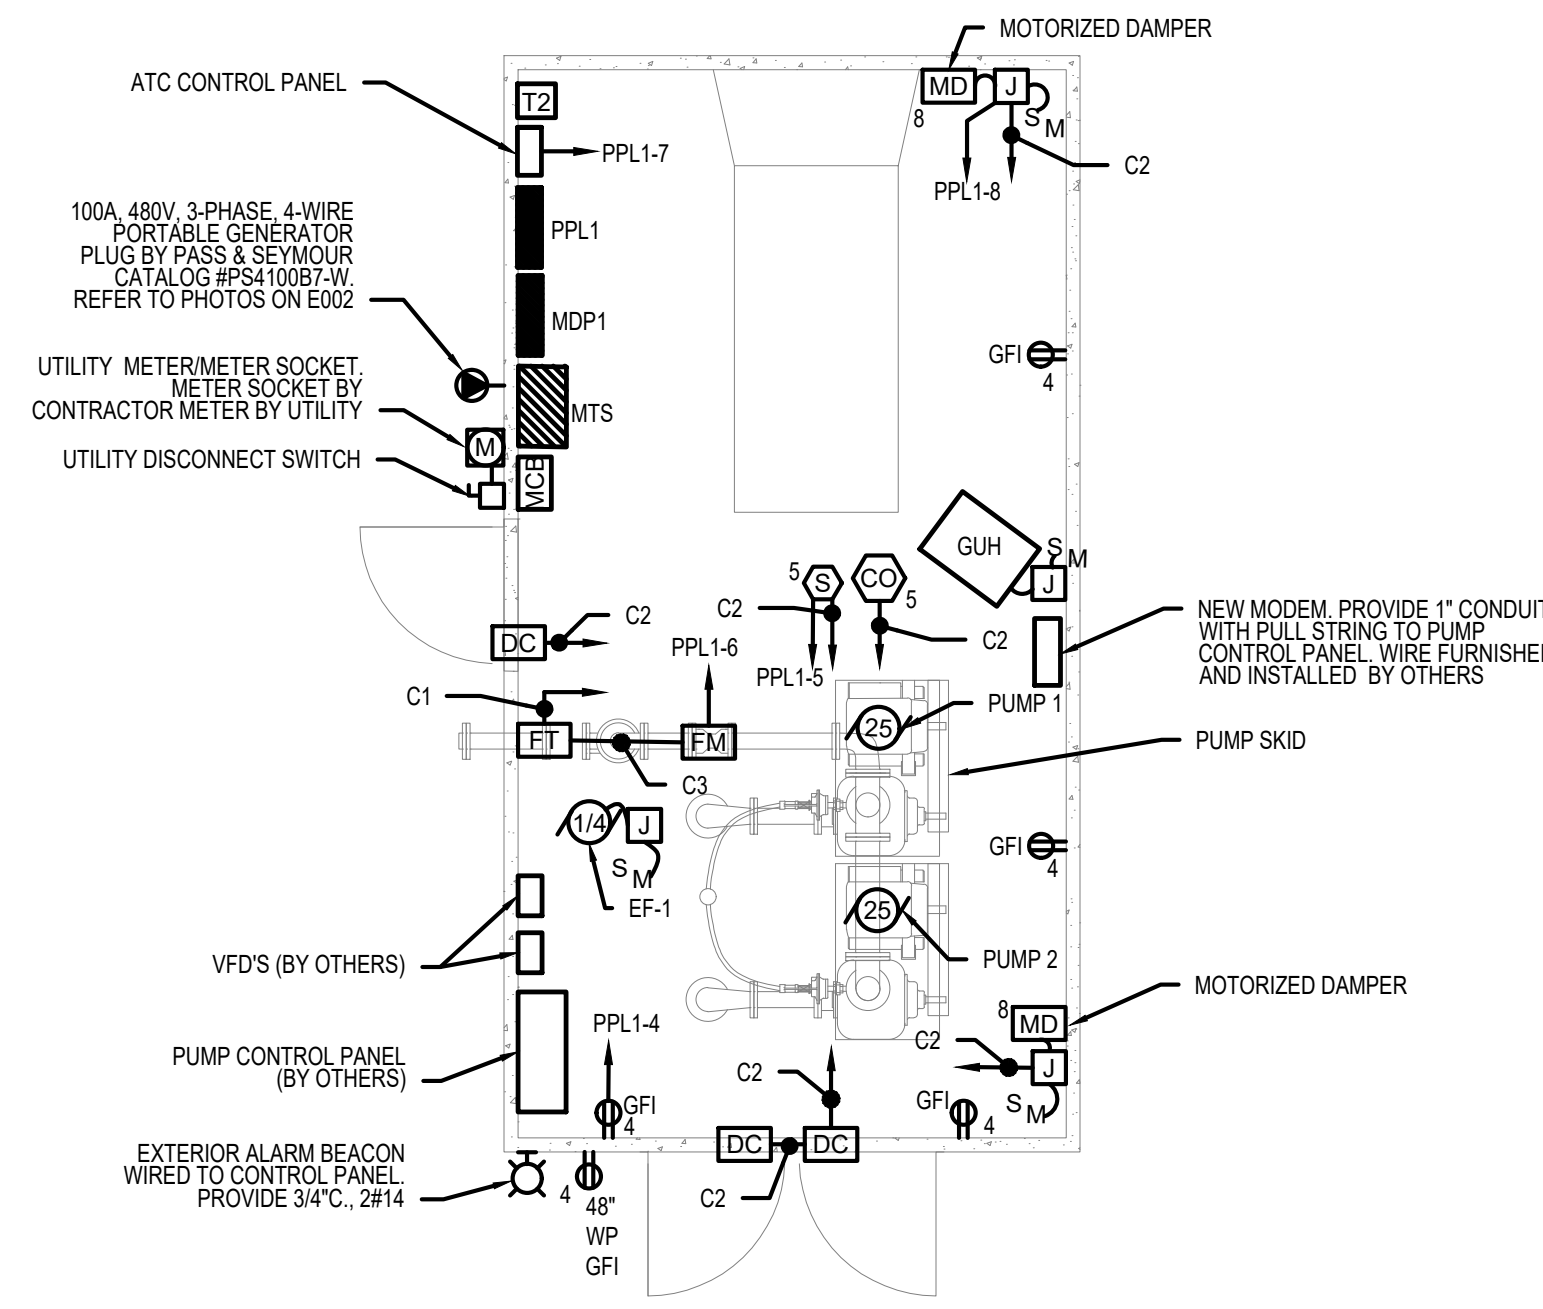 MOTORIZED DAMPER
ATC CONTROL PANEL
T2
MD
J
8
S
M
PPL1-7
C2
PPL1-8
100A, 480V, 3-PHASE, 4-WIRE
PORTABLE GENERATOR
PLUG BY PASS & SEYMOUR
CATALOG #PS4100B7-W.
REFER TO PHOTOS ON E002
PPL1
MDP1
GFI
4
UTILITY METER/METER SOCKET.
METER SOCKET BY
CONTRACTOR METER BY UTILITY
MTS
M
UTILITY DISCONNECT SWITCH
MCB
GUH
S
M
J
5
S
CO
5
C2
C2
C2
DC
PPL1-6
PPL1-5
NEW MODEM. PROVIDE 1" CONDUIT
WITH PULL STRING TO PUMP
CONTROL PANEL. WIRE FURNISHE
AND INSTALLED BY OTHERS
C1
PUMP 1
25
FT
FM
PUMP SKID
C3
1/4
J
S
M
EF-1
GFI
4
25
VFD'S (BY OTHERS)
PUMP 2
MOTORIZED DAMPER
8
MD
PPL1-4
C2
J
PUMP CONTROL PANEL
(BY OTHERS)
C2
S
M
GFI
4
GFI
4
DC
DC
EXTERIOR ALARM BEACON
WIRED TO CONTROL PANEL.
PROVIDE 3/4"C., 2#14
4
48"
WP
GFI
C2